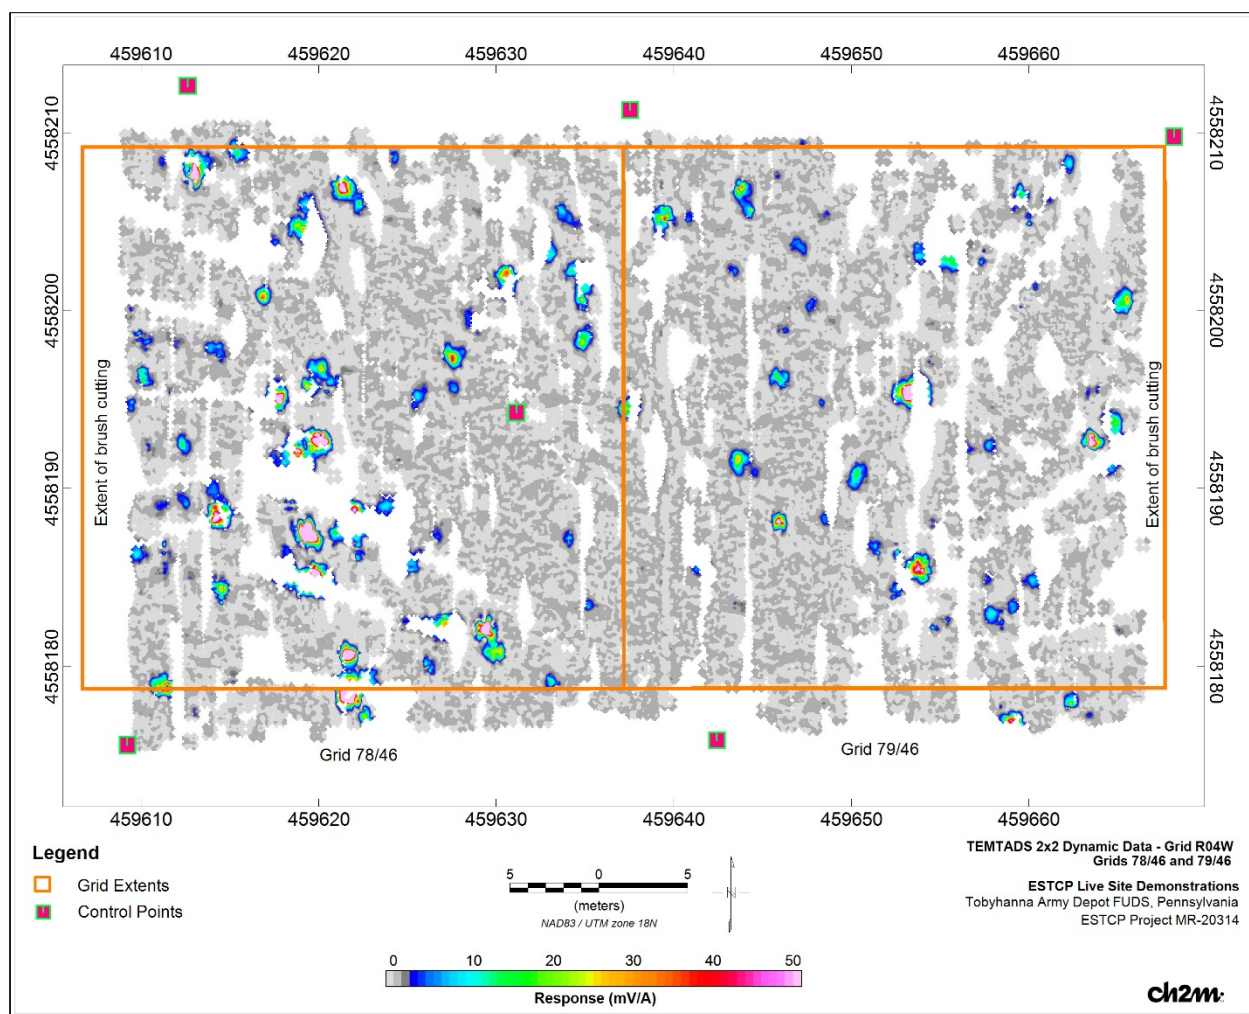 459610 459620 459630 459640 459650 459660
4558210
4558200
4558190
4558180
4558210
4558200
4558190
4558180
Extent of brush cutting
Extent of brush cutting
Grid 78/46
Grid 79/46
459610 459620 459630 459640 459650 459660
Legend
Grid Extents
Control Points
5 0 5
(meters)
NAD83 / UTM zone 18N
N
TEMTADS 2x2 Dynamic Data - Grid R04W
Grids 78/46 and 79/46
ESTCP Live Site Demonstrations
Tobyhanna Army Depot FUDS, Pennsylvania
ESTCP Project MR-20314
0 10 20 30 40 50
Response (mV/A)
ch2m: